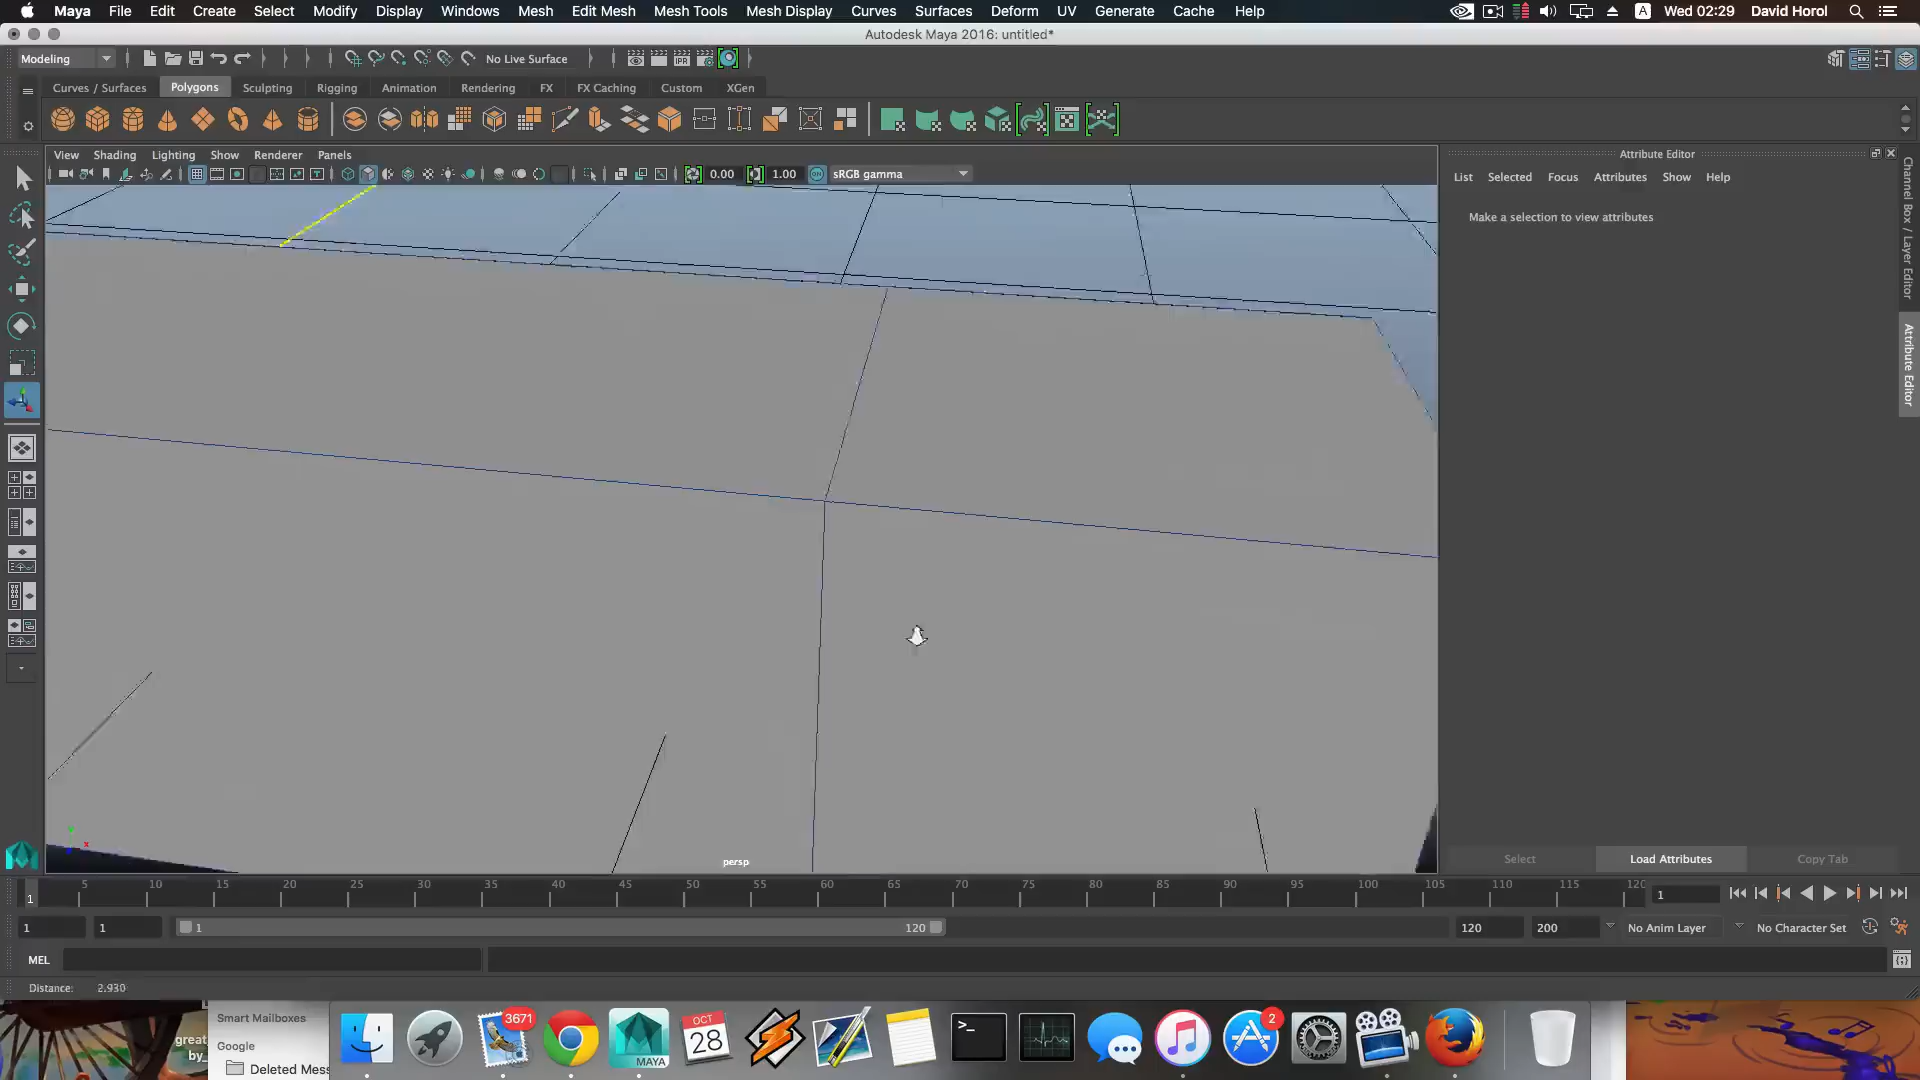 Maya File Edit Create Select Modify Display Windows Mesh Edit Mesh Mesh Tools Mesh Display Curves Surfaces Deform UV Generate Cache Help A Wed 02:29 David Horol
Autodesk Maya 2016: untitled*
Modeling No Live Surface IPR
Curves / Surfaces Polygons Sculpting Rigging Animation Rendering FX FX Caching Custom XGen
View Shading Lighting Show Renderer Panels
0.00 1.00 sRGB gamma
Attribute Editor
List Selected Focus Attributes Show Help
Make a selection to view attributes
Channel Box / Layer Editor
Attribute Editor
x
persp
Select Load Attributes Copy Tab
1 5 10 15 20 25 30 35 40 45 50 55 60 65 70 75 80 85 90 95 100 105 110 115 120 1
1 1 1 120 120 200 No Anim Layer No Character Set
MEL
Distance: 2.930
Smart Mailboxes
great
by_
Google
Deleted Mess
3671
MAYA
OCT
28
2